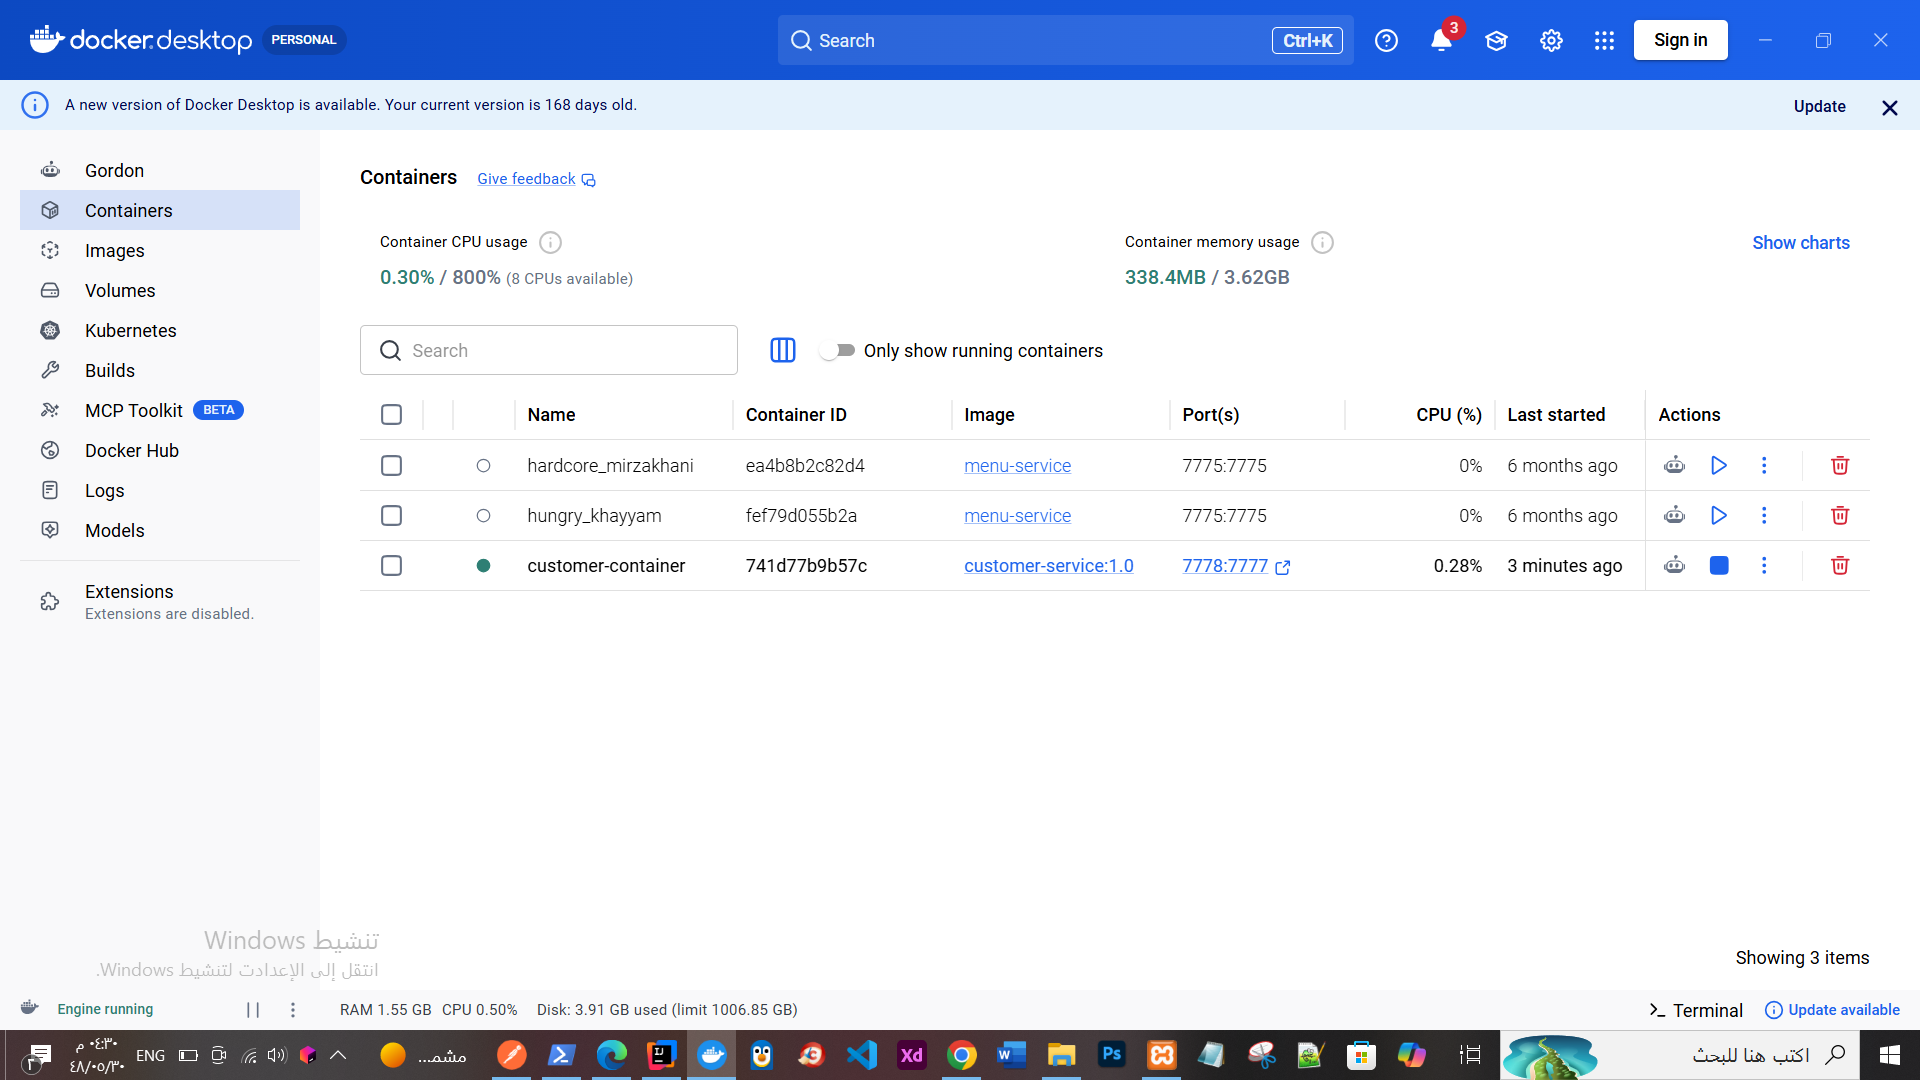 docker.desktop PERSONAL
Search Ctrl+K
3
Sign in
A new version of Docker Desktop is available. Your current version is 168 days old.
Update
Gordon
Containers
Images
Volumes
Kubernetes
Builds
MCP Toolkit BETA
Docker Hub
Logs
Models
Extensions
Extensions are disabled.
Containers Give feedback
Container CPU usage
0.30% / 800% (8 CPUs available)
Container memory usage
338.4MB / 3.62GB
Show charts
Search
Only show running containers
Name Container ID Image Port(s) CPU (%) Last started Actions
hardcore_mirzakhani ea4b8b2c82d4 menu-service 7775:7775 0% 6 months ago
hungry_khayyam fef79d055b2a menu-service 7775:7775 0% 6 months ago
customer-container 741d77b9b57c customer-service:1.0 7778:7777 0.28% 3 minutes ago
Showing 3 items
تنشيط Windows
انتقل إلى الإعدادت لتنشيط Windows.
Engine running
RAM 1.55 GB CPU 0.50% Disk: 3.91 GB used (limit 1006.85 GB)
Terminal
Update available
٠٤:٣٠ م
ENG
مشمـ...
IJ
Xd
W
Ps
اكتب هنا للبحث